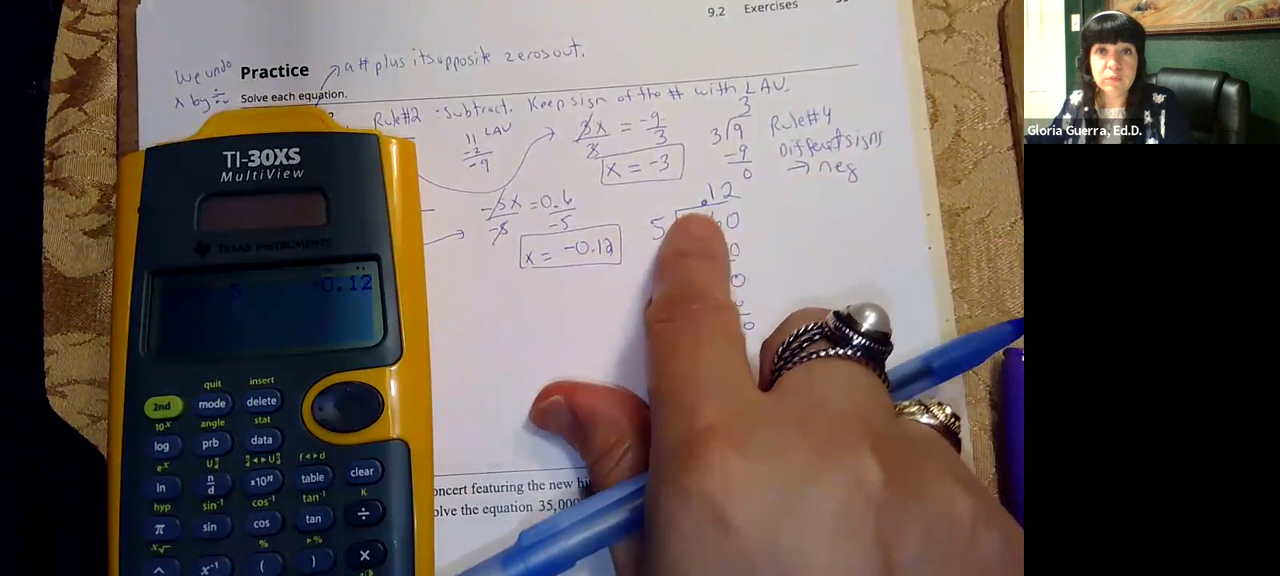 9.2 Exercises
We undo
x by ÷
a # plus its opposite zeros out.
Practice
Solve each equation.
Rule #2 - Subtract. Keep sign of the # with LAV.
11 LAV
-2
-9
3x = -9
3 3
x = -3
3
3 9
-9
0
Rule #4
Different signs
→ neg
-5x = 0.6
-5 -5
x = -0.12
.12
5
TI-30XS
MultiView
TEXAS INSTRUMENTS
-0.12
quit insert
2nd mode delete
10ˣ angle stat
log prb data
eˣ f◄►d
ln n/d x10ⁿ table clear
hyp sin⁻¹ cos⁻¹ tan⁻¹ K
π sin cos tan ÷
% ►%
^ x⁻¹ ( ) ×
oncert featuring the new hi
olve the equation 35,000
Gloria Guerra, Ed.D.